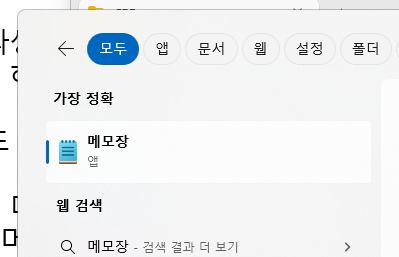 모두 앱 문서 웹 설정 폴더
가장 정확
메모장
앱
웹 검색
메모장 - 검색 결과 더 보기